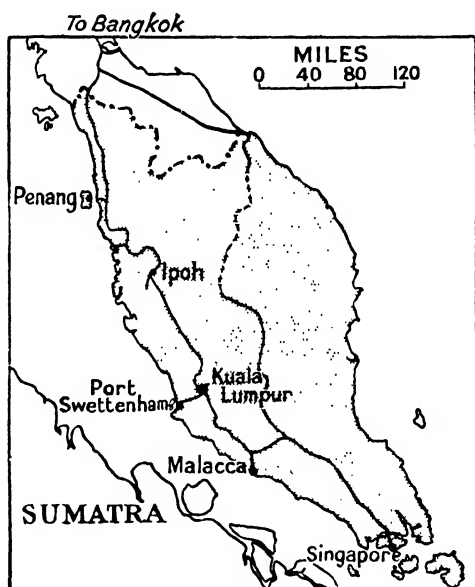 To Bangkok
MILES
0 40 80 120
Penang
Ipoh
Kuala
Lumpur
Port
Swettenham
Malacca
SUMATRA
Singapore